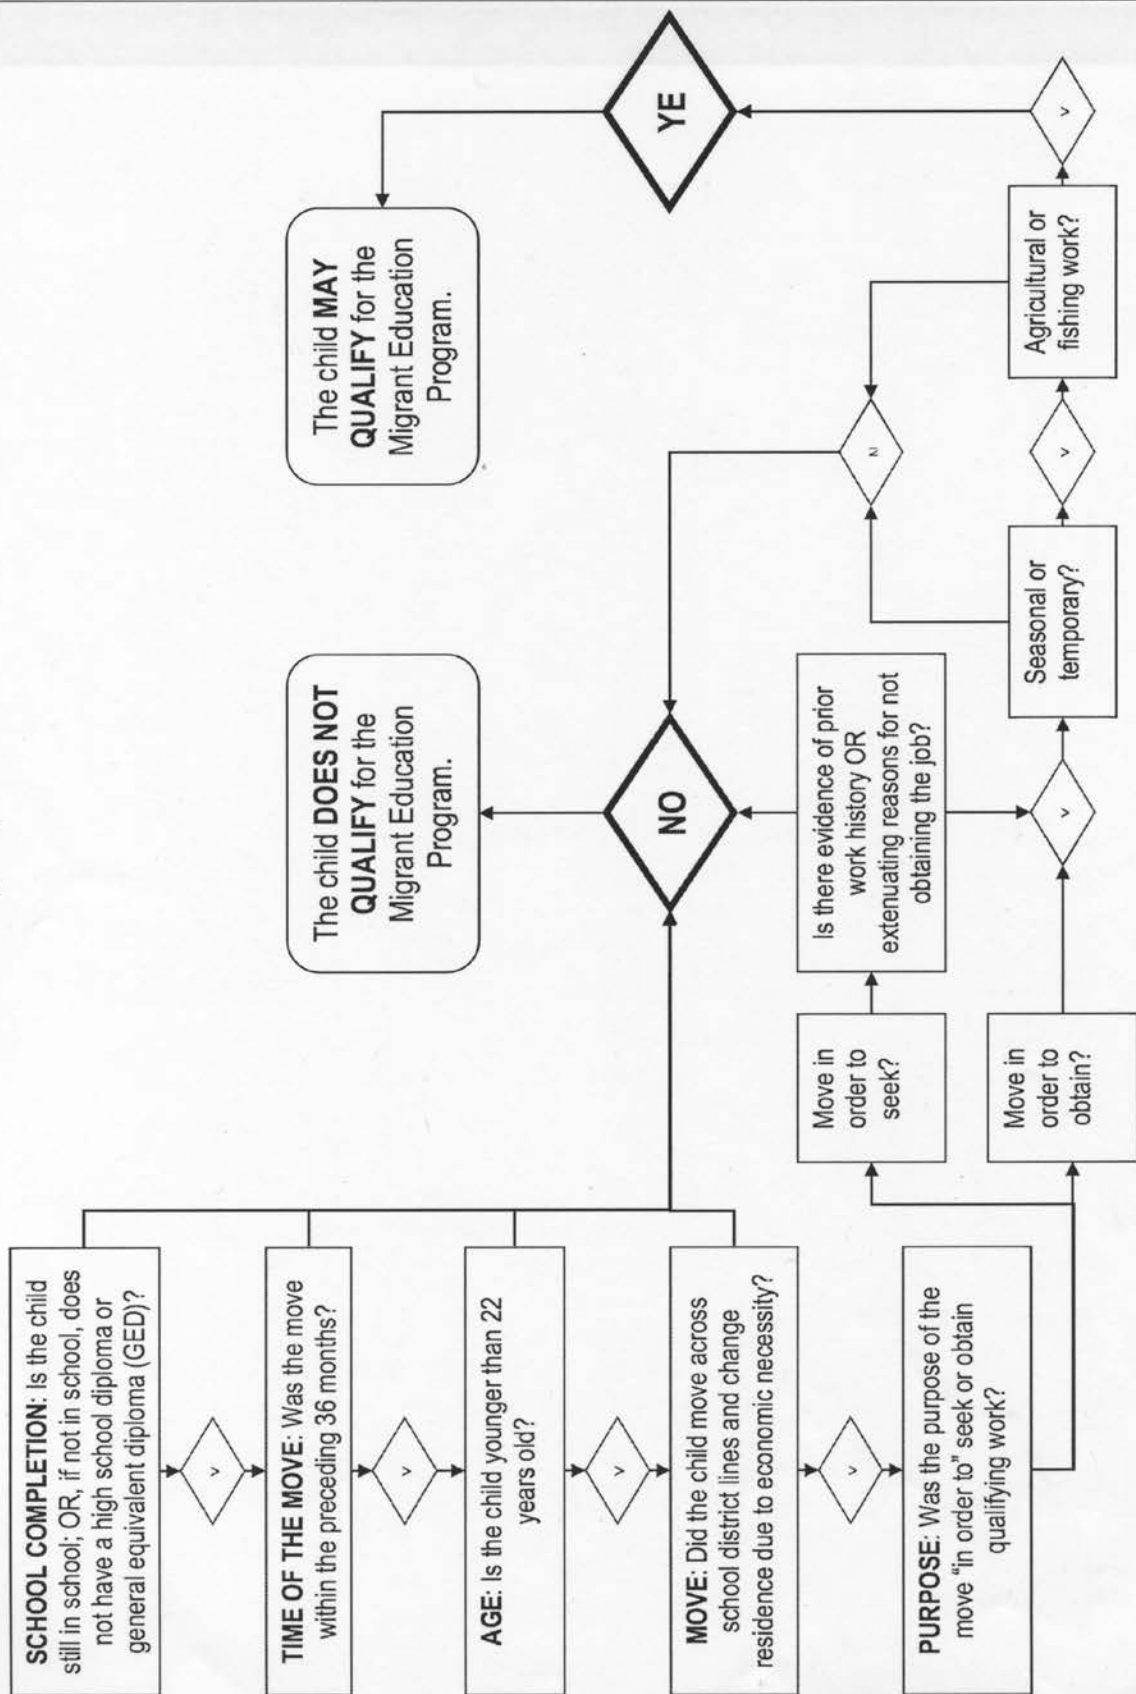 SCHOOL COMPLETION: Is the child
still in school; OR, if not in school, does
not have a high school diploma or
general equivalent diploma (GED)?
V
TIME OF THE MOVE: Was the move
within the preceding 36 months?
V
AGE: Is the child younger than 22
years old?
V
MOVE: Did the child move across
school district lines and change
residence due to economic necessity?
V
PURPOSE: Was the purpose of the
move “in order to” seek or obtain
qualifying work?
Move in
order to
seek?
Move in
order to
obtain?
Is there evidence of prior
work history OR
extenuating reasons for not
obtaining the job?
V
Seasonal or
temporary?
V
Agricultural or
fishing work?
V
N
NO
The child DOES NOT
QUALIFY for the
Migrant Education
Program.
YE
The child MAY
QUALIFY for the
Migrant Education
Program.